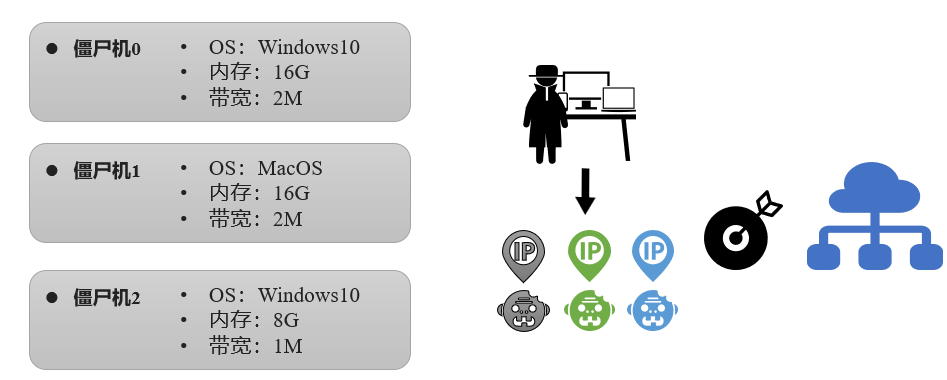 僵尸机0
OS：Windows10
内存：16G
带宽：2M
僵尸机1
OS：MacOS
内存：16G
带宽：2M
僵尸机2
OS：Windows10
内存：8G
带宽：1M
IP IP IP